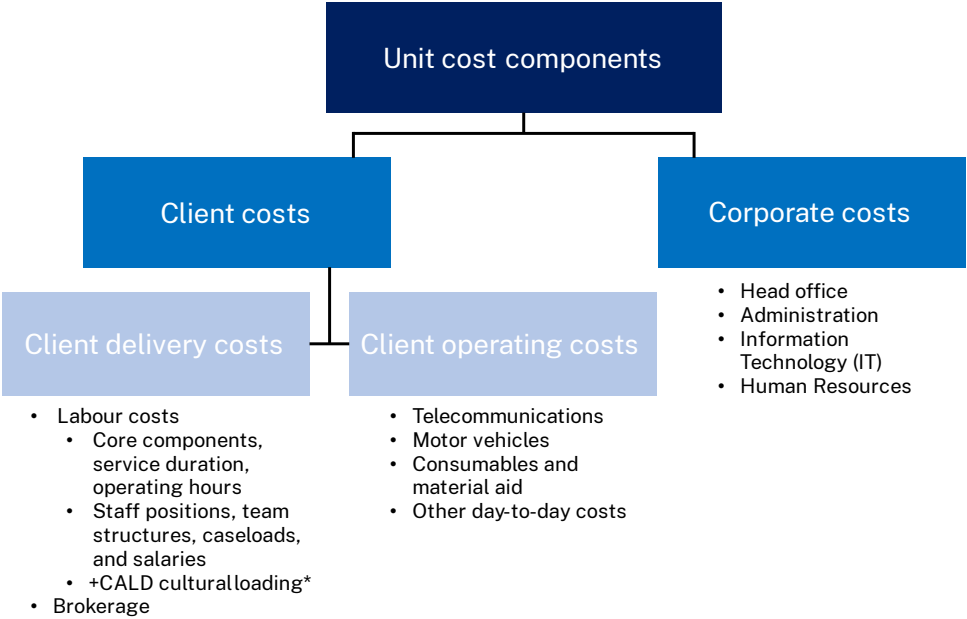 Unit cost components
Client costs
Corporate costs
• Head office
• Administration
• Information
Technology (IT)
• Human Resources
Client delivery costs
Client operating costs
• Labour costs
• Core components,
service duration,
operating hours
• Staff positions, team
structures, caseloads,
and salaries
• +CALD cultural loading*
• Brokerage
• Telecommunications
• Motor vehicles
• Consumables and
material aid
• Other day-to-day costs